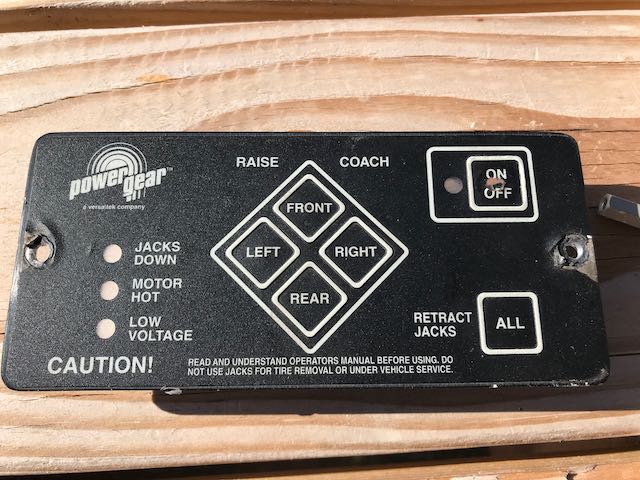 power gear™
a versatek company
RAISE COACH
ON
OFF
FRONT
LEFT RIGHT
REAR
JACKS
DOWN
MOTOR
HOT
LOW
VOLTAGE
RETRACT
JACKS
ALL
CAUTION!
READ AND UNDERSTAND OPERATORS MANUAL BEFORE USING. DO
NOT USE JACKS FOR TIRE REMOVAL OR UNDER VEHICLE SERVICE.